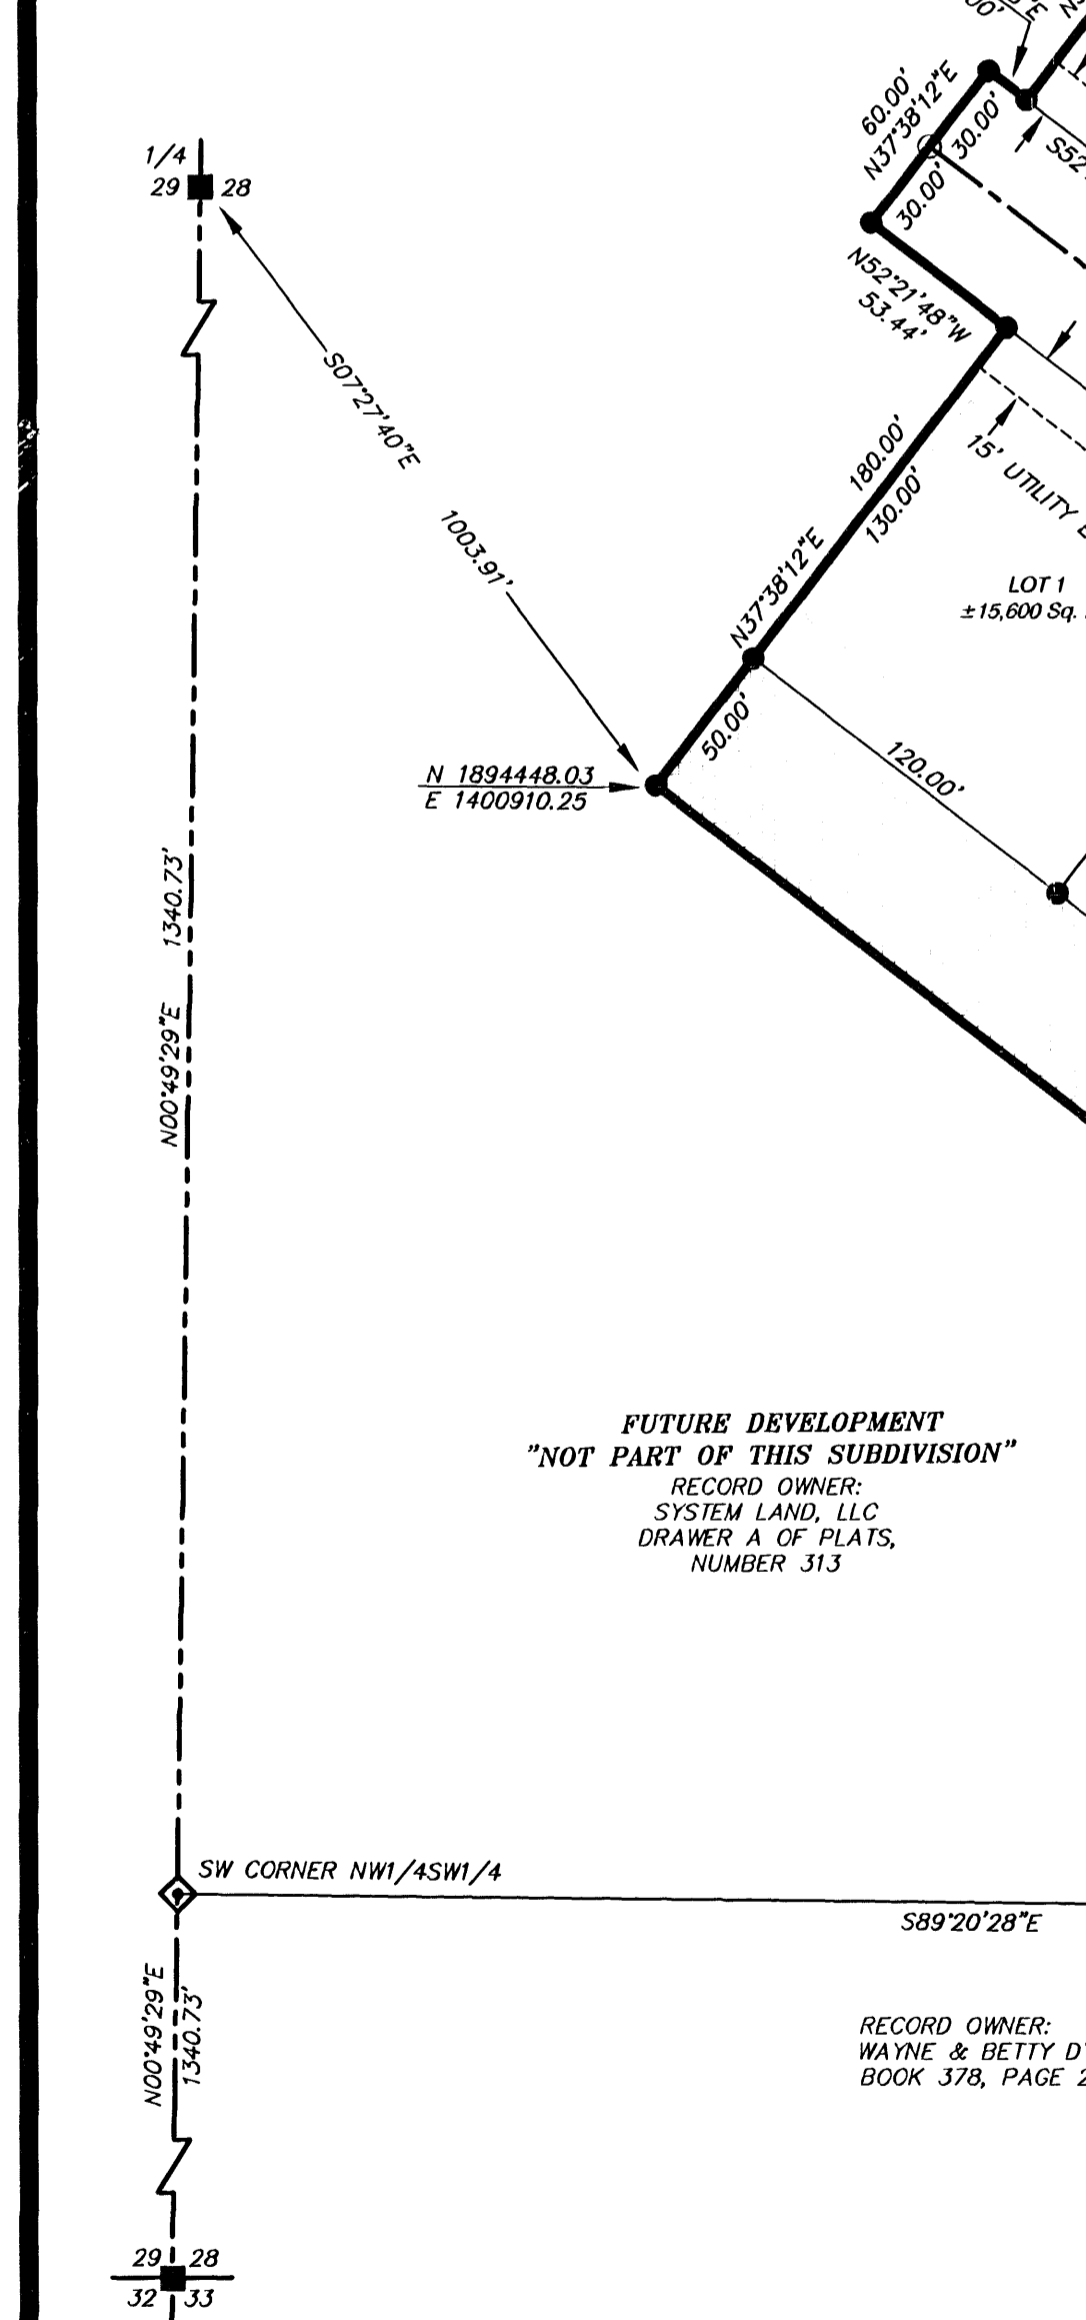 60.00'
N37°38'12"E
30.00'
30.00'
S52
1/4
29 28
N52°21'48"W
53.44'
S07°27'40"E
1003.91'
180.00'
130.00'
15' UTILITY
N37°38'12"E
LOT 1
±15,600 Sq.
50.00'
120.00'
N 1894448.03
E 1400910.25
N00°49'29"E 1340.73'
FUTURE DEVELOPMENT
"NOT PART OF THIS SUBDIVISION"
RECORD OWNER:
SYSTEM LAND, LLC
DRAWER A OF PLATS,
NUMBER 313
SW CORNER NW1/4SW1/4
S89°20'28"E
N00°49'29"E
1340.73'
RECORD OWNER:
WAYNE & BETTY
BOOK 378, PAGE
29 28
32 33